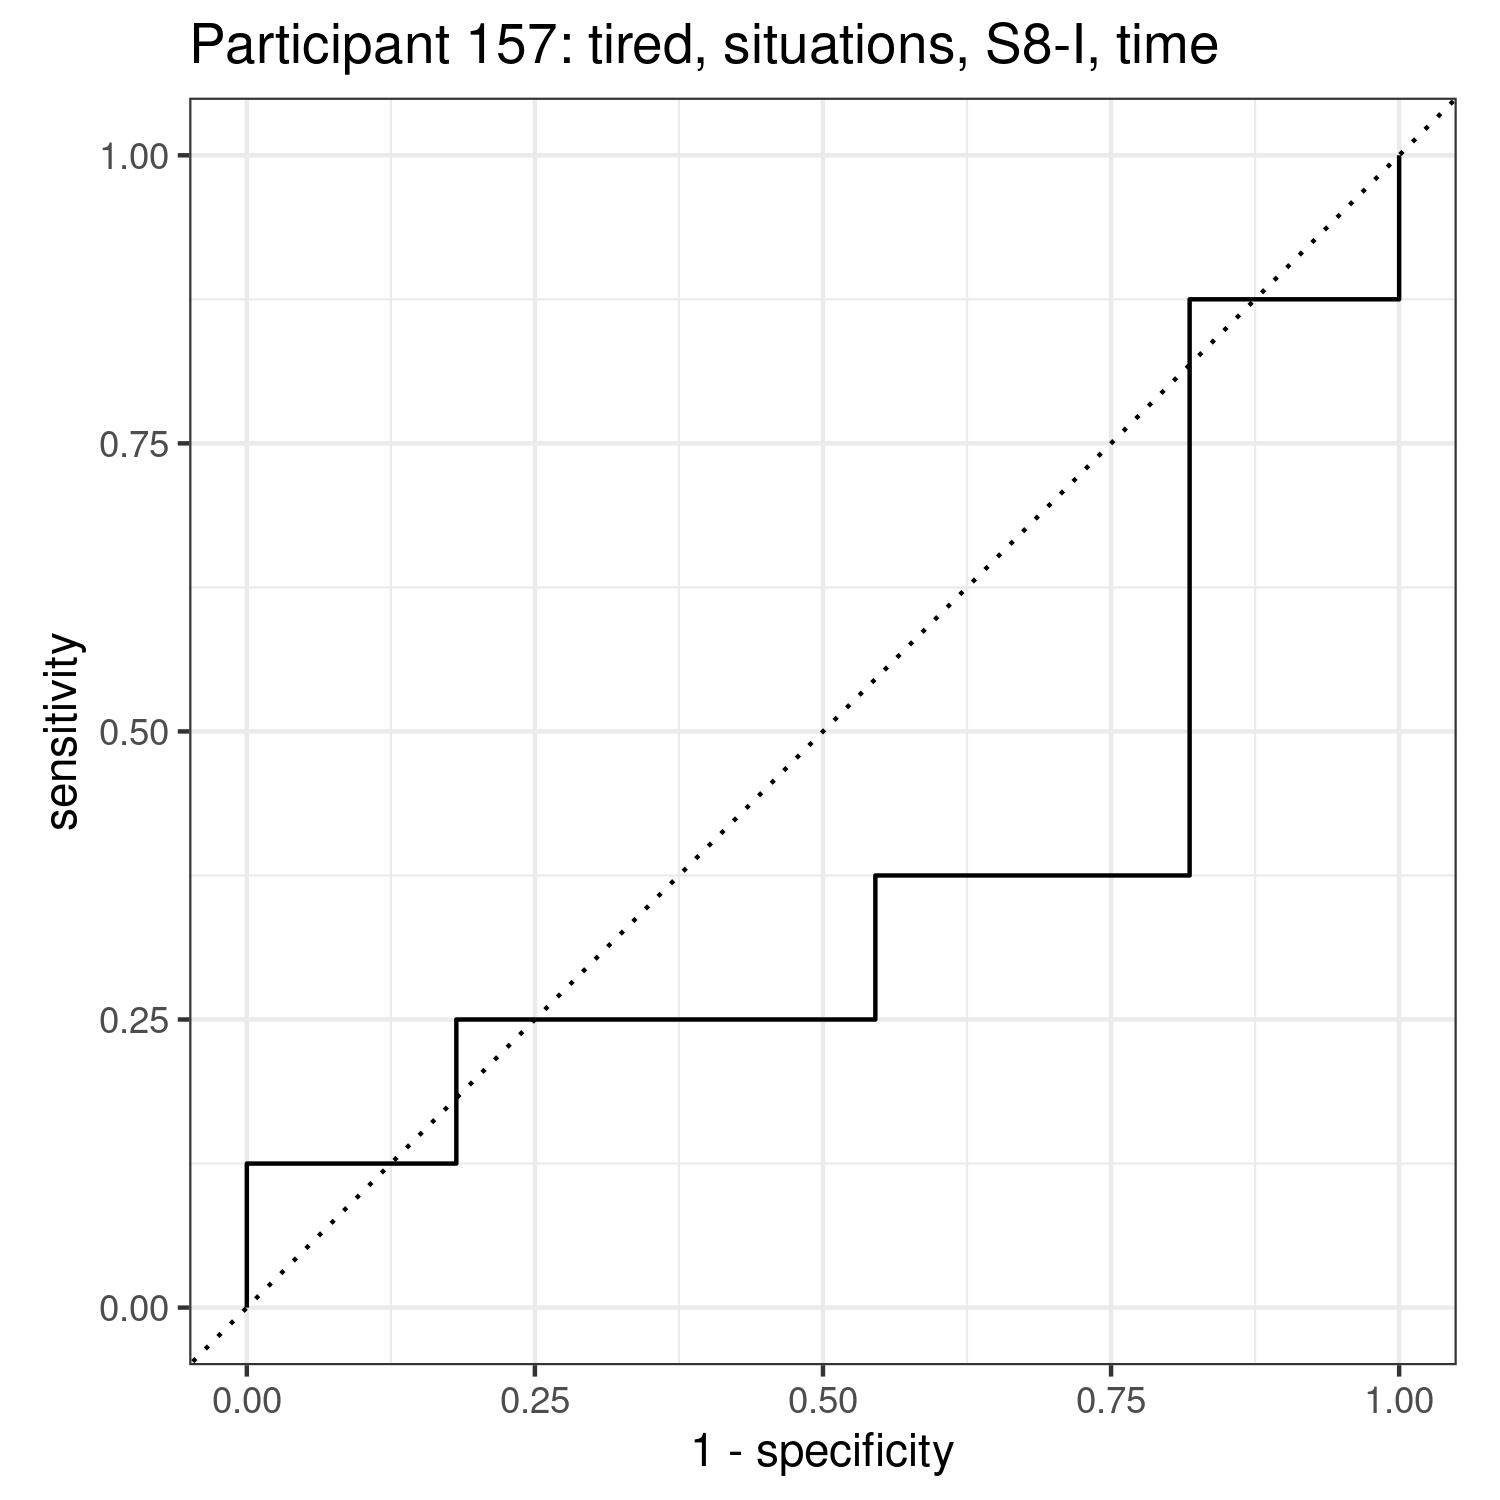 Participant 157: tired, situations, S8-I, time
1.00
0.75
0.50
0.25
0.00
sensitivity
0.00 0.25 0.50 0.75 1.00
1 - specificity